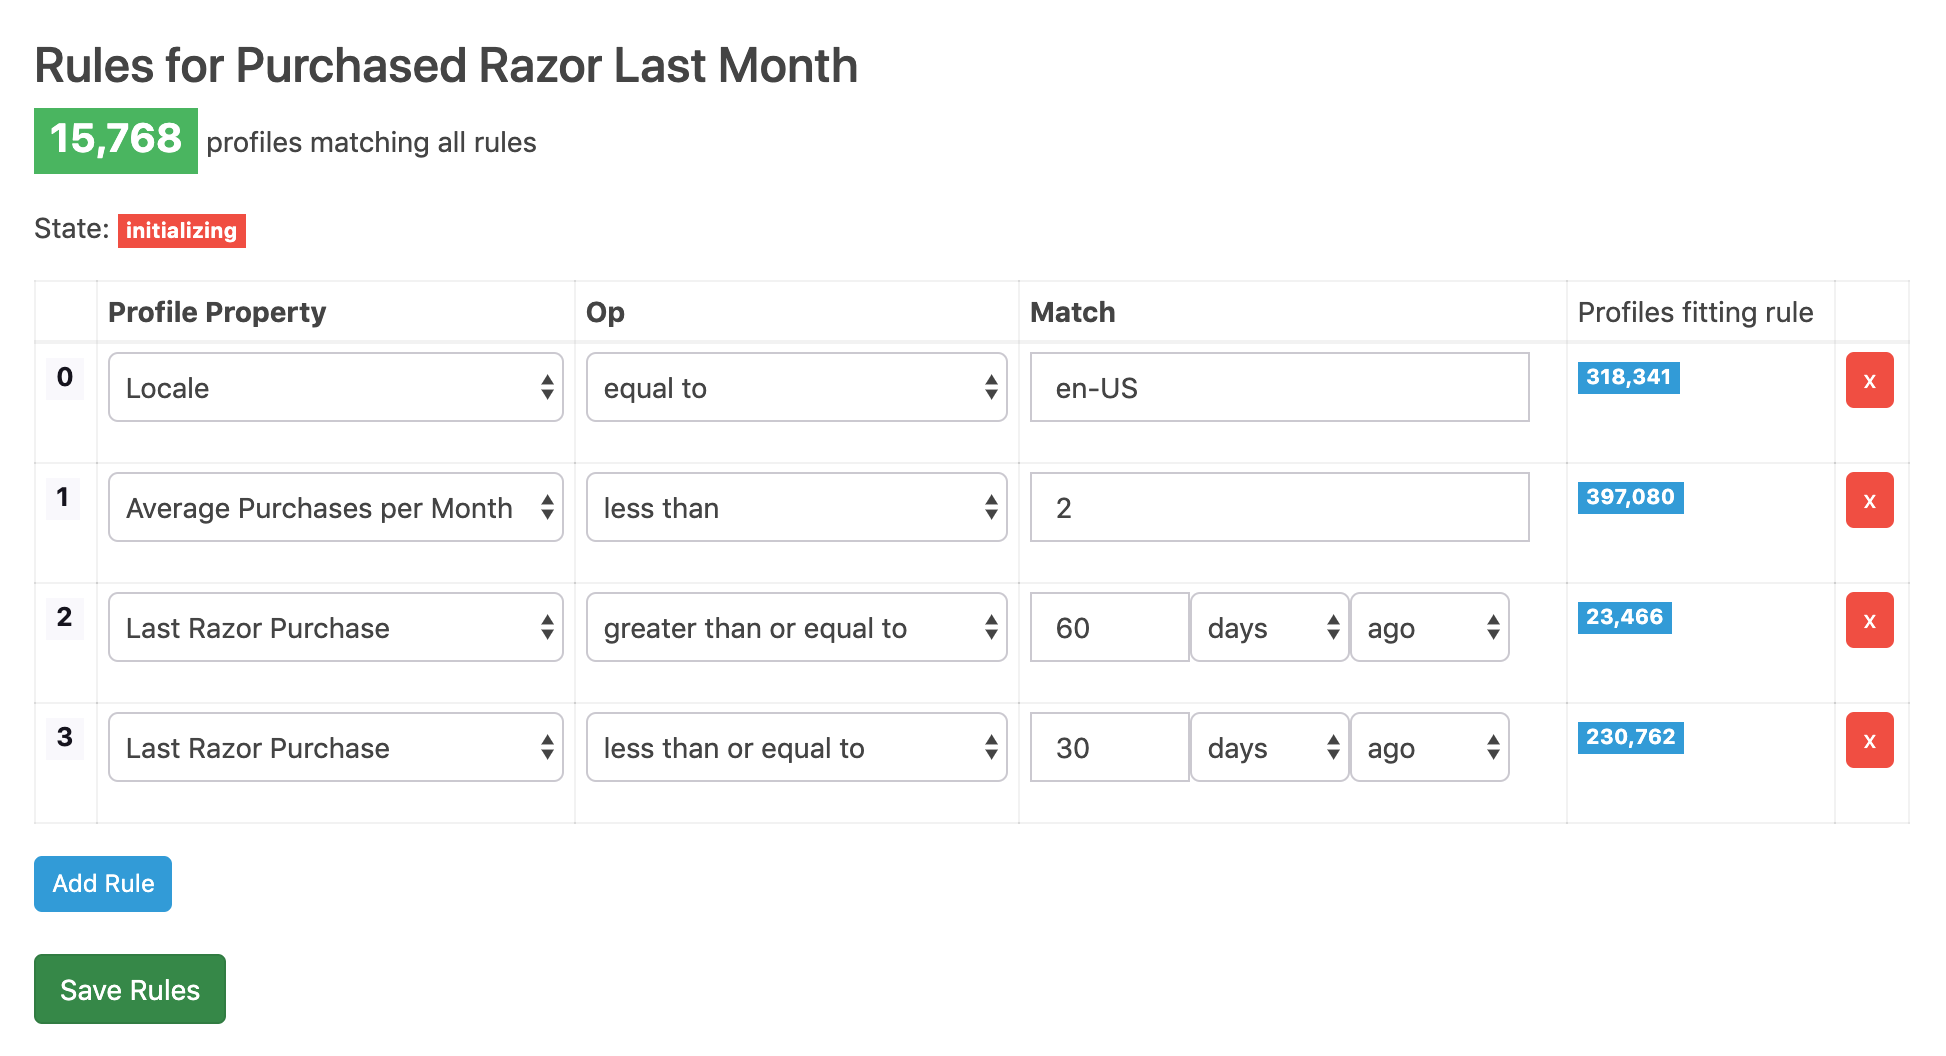 Rules for Purchased Razor Last Month
15,768 profiles matching all rules
State: initializing
Profile Property Op Match Profiles fitting rule
0 Locale equal to en-US 318,341 x
1 Average Purchases per Month less than 2 397,080 x
2 Last Razor Purchase greater than or equal to 60 days ago 23,466 x
3 Last Razor Purchase less than or equal to 30 days ago 230,762 x
Add Rule
Save Rules